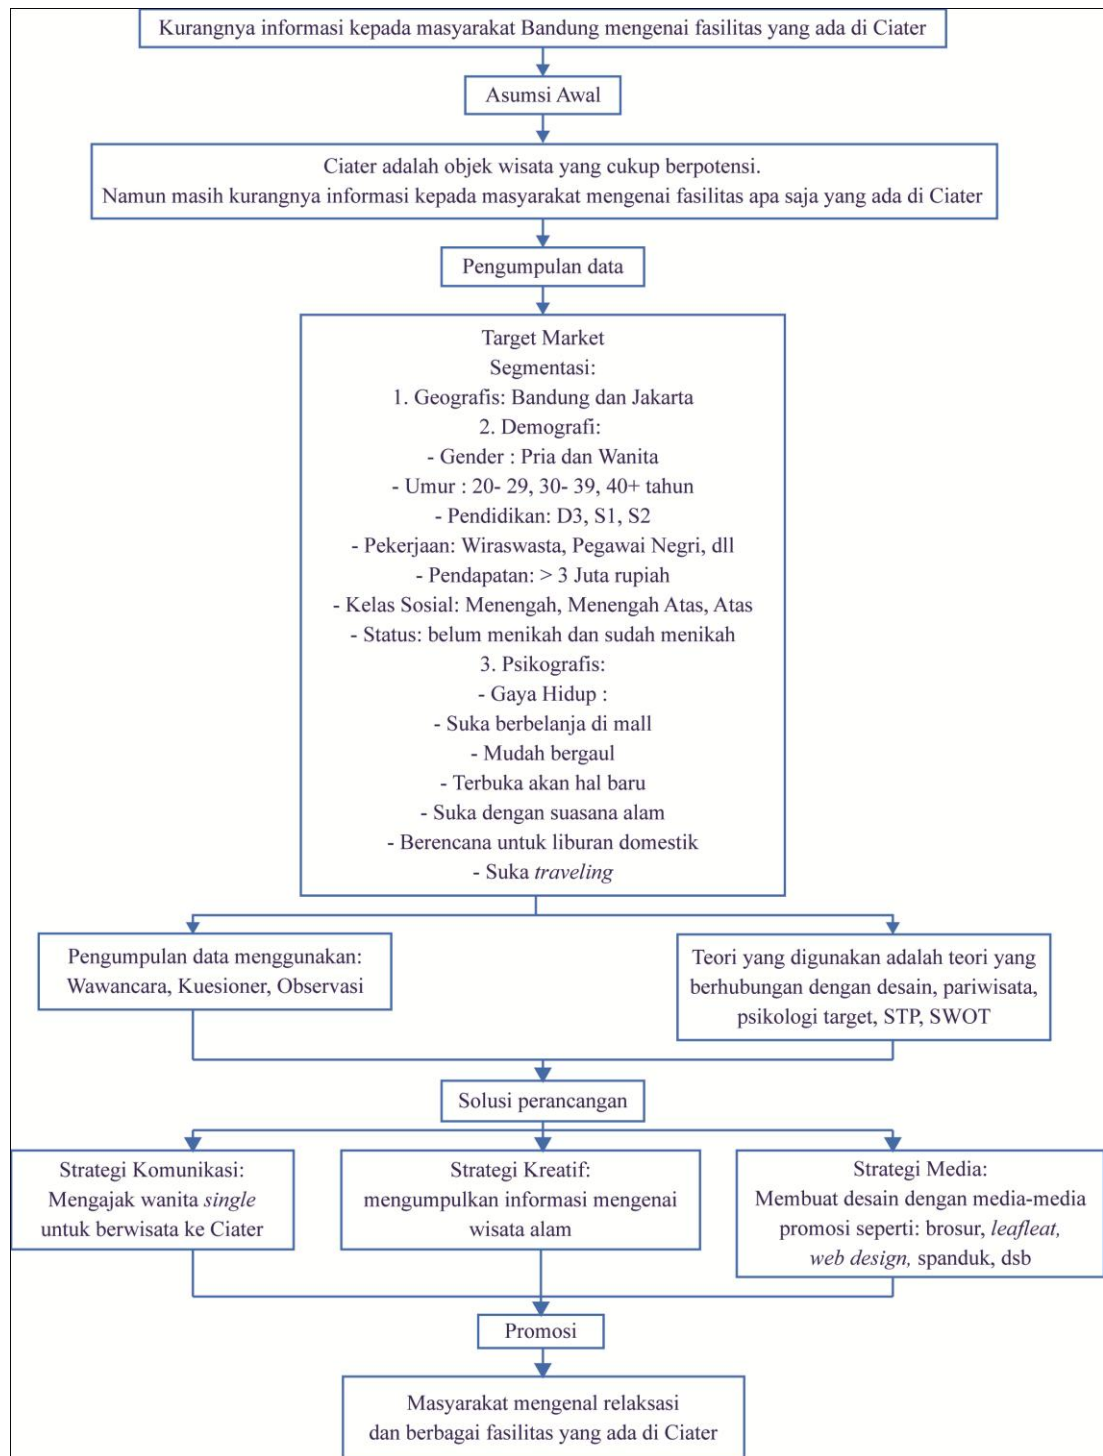 Kurangnya informasi kepada masyarakat Bandung mengenai fasilitas yang ada di Ciater
Asumsi Awal
Ciater adalah objek wisata yang cukup berpotensi.
Namun masih kurangnya informasi kepada masyarakat mengenai fasilitas apa saja yang ada di Ciater
Pengumpulan data
Target Market
Segmentasi:
1. Geografis: Bandung dan Jakarta
2. Demografi:
- Gender : Pria dan Wanita
- Umur : 20- 29, 30- 39, 40+ tahun
- Pendidikan: D3, S1, S2
- Pekerjaan: Wiraswasta, Pegawai Negri, dll
- Pendapatan: > 3 Juta rupiah
- Kelas Sosial: Menengah, Menengah Atas, Atas
- Status: belum menikah dan sudah menikah
3. Psikografis:
- Gaya Hidup :
- Suka berbelanja di mall
- Mudah bergaul
- Terbuka akan hal baru
- Suka dengan suasana alam
- Berencana untuk liburan domestik
- Suka traveling
Pengumpulan data menggunakan:
Wawancara, Kuesioner, Observasi
Teori yang digunakan adalah teori yang
berhubungan dengan desain, pariwisata,
psikologi target, STP, SWOT
Solusi perancangan
Strategi Komunikasi:
Mengajak wanita single
untuk berwisata ke Ciater
Strategi Kreatif:
mengumpulkan informasi mengenai
wisata alam
Strategi Media:
Membuat desain dengan media-media
promosi seperti: brosur, leafleat,
web design, spanduk, dsb
Promosi
Masyarakat mengenal relaksasi
dan berbagai fasilitas yang ada di Ciater